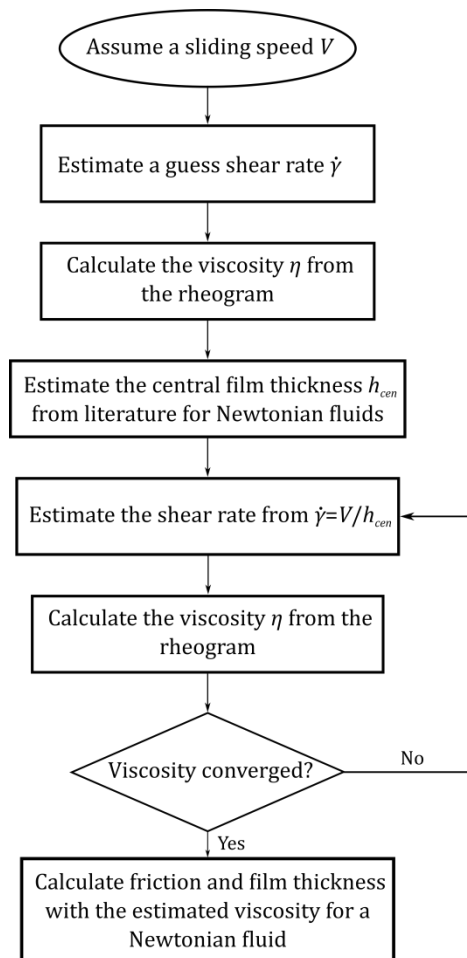 Assume a sliding speed V
Estimate a guess shear rate γ̇
Calculate the viscosity η from
the rheogram
Estimate the central film thickness h_cen
from literature for Newtonian fluids
Estimate the shear rate from γ̇=V/h_cen
Calculate the viscosity η from the
rheogram
Viscosity converged?
No
Yes
Calculate friction and film thickness
with the estimated viscosity for a
Newtonian fluid